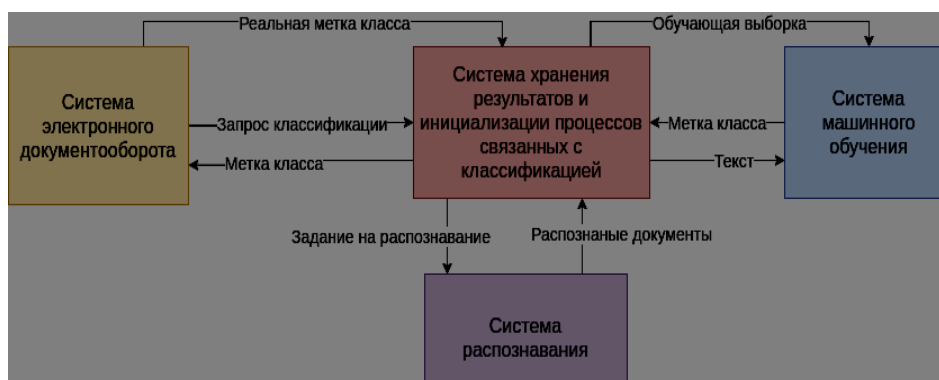 Реальная метка класса
Обучающая выборка
Система
электронного
документооборота
Запрос классификации
Метка класса
Система хранения
результатов и
инициализации процессов
связанных с
классификацией
Метка класса
Текст
Система
машинного
обучения
Задание на распознавание
Распознаные документы
Система
распознавания